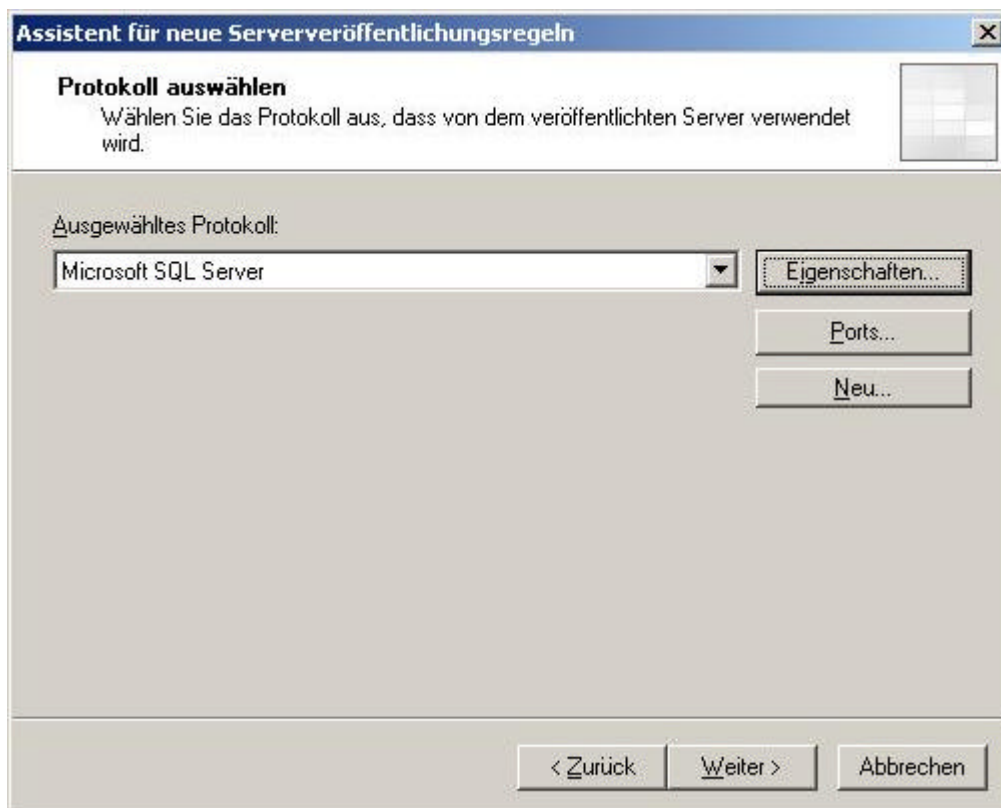 Assistent für neue Serververöffentlichungsregeln
Protokoll auswählen
Wählen Sie das Protokoll aus, dass von dem veröffentlichten Server verwendet
wird.
Ausgewähltes Protokoll:
Microsoft SQL Server
Eigenschaften...
Ports...
Neu...
< Zurück
Weiter >
Abbrechen